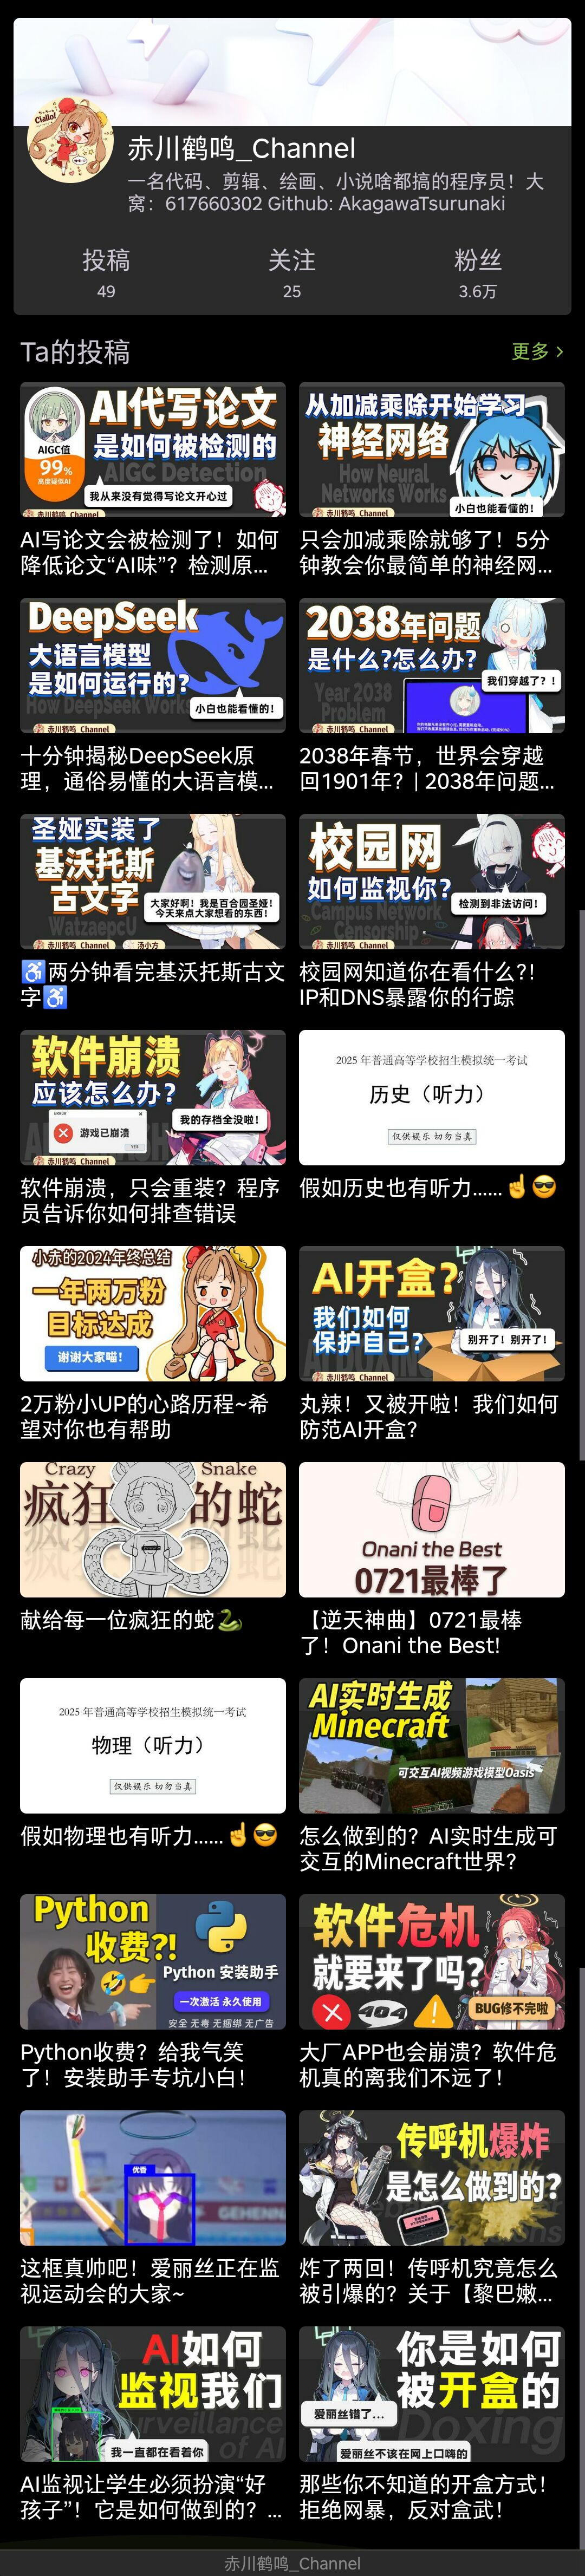 Ciallo!
赤川鹤鸣_Channel
一名代码、剪辑、绘画、小说啥都搞的程序员！大
窝：617660302 Github: AkagawaTsurunaki
投稿
关注
粉丝
49
25
3.6万
Ta的投稿
更多
AI代写论文
是如何被检测的
AIGC值
99%
高度疑似AI
AIGC Detection
我从来没有觉得写论文开心过
赤川鹤鸣_Channel
AI写论文会被检测了！如何
降低论文“AI味”？检测原...
从加减乘除开始学习
神经网络
How Neural
Networks Works
小白也能看懂的！
赤川鹤鸣_Channel
只会加减乘除就够了！5分
钟教会你最简单的神经网...
DeepSeek
大语言模型
是如何运行的？
How DeepSeek Works
小白也能看懂的！
赤川鹤鸣_Channel
十分钟揭秘DeepSeek原
理，通俗易懂的大语言模...
2038年问题
是什么?怎么办?
我们穿越了？！
Year 2038
Problem
赤川鹤鸣_Channel
2038年春节，世界会穿越
回1901年？| 2038年问题...
圣娅实装了
基沃托斯
古文字
大家好啊！我是百合园圣娅！
今天来点大家想看的东西！
WatzaepcU
赤川鹤鸣_Channel
汤小方
♿两分钟看完基沃托斯古文
字♿
校园网
如何监视你？
检测到非法访问！
Campus Network
Censorship
赤川鹤鸣_Channel
校园网知道你在看什么?!
IP和DNS暴露你的行踪
软件崩溃
应该怎么办？
我的存档全没啦！
游戏已崩溃
YES
赤川鹤鸣_Channel
软件崩溃，只会重装？程序
员告诉你如何排查错误
2025 年普通高等学校招生模拟统一考试
历史（听力）
仅供娱乐 切勿当真
假如历史也有听力......☝️😎
小赤的2024年终总结
一年两万粉
目标达成
谢谢大家喵！
2万粉小UP的心路历程~希
望对你也有帮助
AI开盒？
我们如何
保护自己？
别开了！别开了！
赤川鹤鸣_Channel
丸辣！又被开啦！我们如何
防范AI开盒？
Crazy
Snake
疯狂的蛇
献给每一位疯狂的蛇🐍
Onani the Best
0721最棒了
【逆天神曲】0721最棒
了！Onani the Best!
2025 年普通高等学校招生模拟统一考试
物理（听力）
仅供娱乐 切勿当真
假如物理也有听力......☝️😎
AI实时生成
Minecraft
可交互AI视频游戏模型Oasis
怎么做到的？AI实时生成可
交互的Minecraft世界？
Python
收费?!
Python 安装助手
一次激活 永久使用
安全 无毒 无捆绑 无广告
Python收费？给我气笑
了！安装助手专坑小白！
软件危机
就要来了吗?
404
BUG修不完啦
大厂APP也会崩溃？软件危
机真的离我们不远了！
优香
这框真帅吧！爱丽丝正在监
视运动会的大家~
传呼机爆炸
是怎么做到的?
炸了两回！传呼机究竟怎么
被引爆的？关于【黎巴嫩...
AI如何
监视我们
我一直都在看着你
AI监视让学生必须扮演“好
孩子”！它是如何做到的？...
你是如何
被开盒的
爱丽丝错了...
Doxing
爱丽丝不该在网上口嗨的
那些你不知道的开盒方式！
拒绝网暴，反对盒武！
赤川鹤鸣_Channel